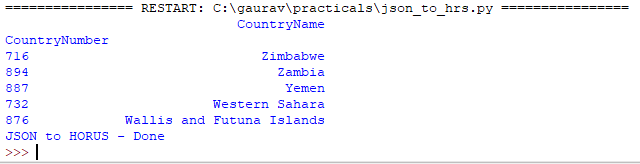 ================ RESTART: C:\gaurav\practicals\json_to_hrs.py ================
CountryName
CountryNumber
716 Zimbabwe
894 Zambia
887 Yemen
732 Western Sahara
876 Wallis and Futuna Islands
JSON to HORUS - Done
>>>